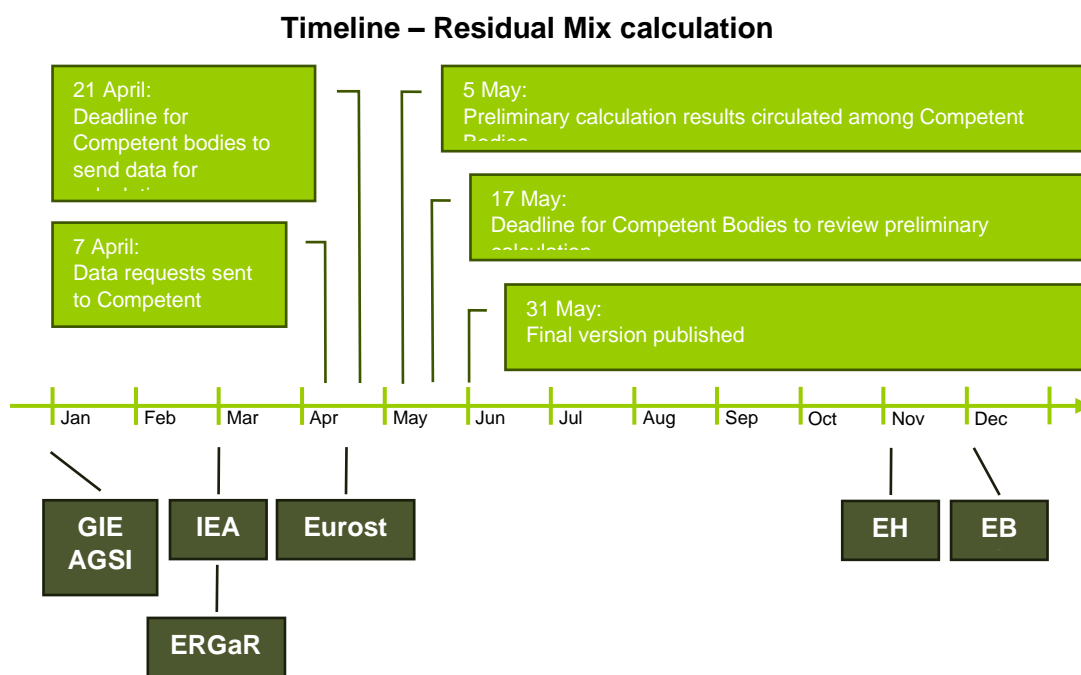 Timeline – Residual Mix calculation
21 April:
Deadline for
Competent bodies to
send data for
7 April:
Data requests sent
to Competent
5 May:
Preliminary calculation results circulated among Competent
17 May:
Deadline for Competent Bodies to review preliminary
31 May:
Final version published
Jan Feb Mar Apr May Jun Jul Aug Sep Oct Nov Dec
GIE
AGSI
IEA
Eurost
EH
EB
ERGaR